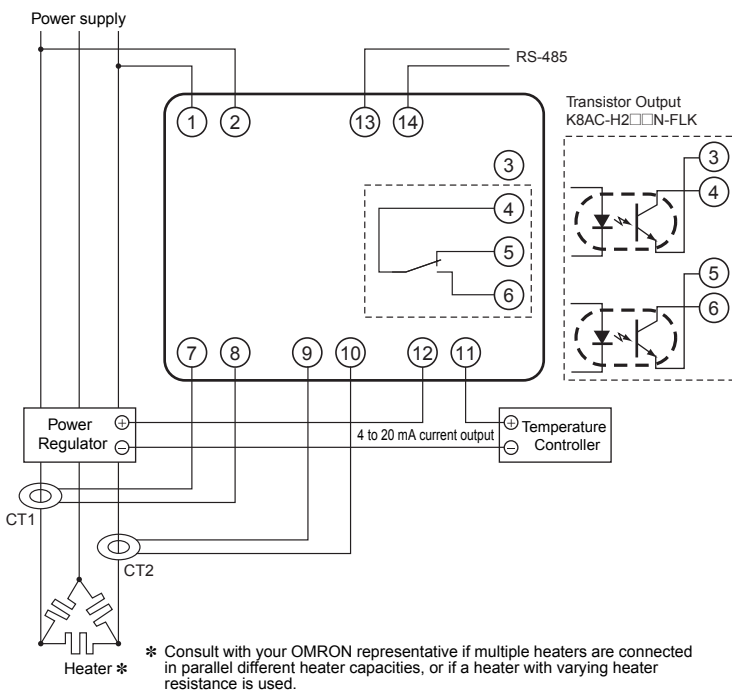 Power supply
RS-485
1
2
13
14
Transistor Output
K8AC-H2□□N-FLK
3
4
5
6
3
4
5
6
7
8
9
10
12
11
Power
Regulator
+
−
4 to 20 mA current output
+
−
Temperature
Controller
CT1
CT2
Heater *
* Consult with your OMRON representative if multiple heaters are connected
in parallel different heater capacities, or if a heater with varying heater
resistance is used.